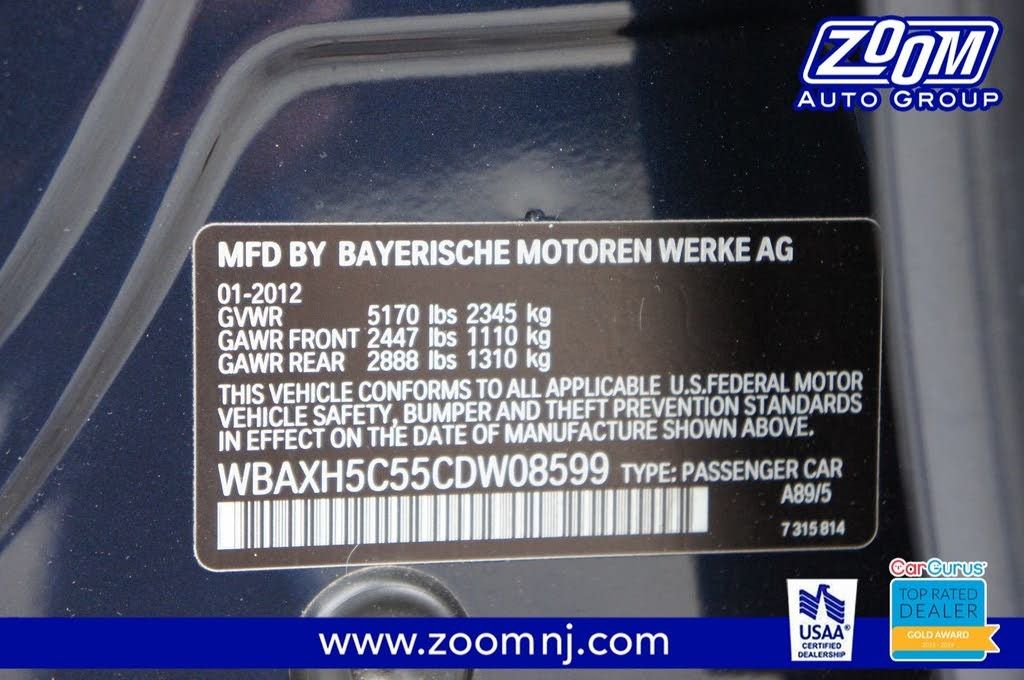 ZOOM
AUTO GROUP
MFD BY BAYERISCHE MOTOREN WERKE AG
01-2012
GVWR 5170 lbs 2345 kg
GAWR FRONT 2447 lbs 1110 kg
GAWR REAR 2888 lbs 1310 kg
THIS VEHICLE CONFORMS TO ALL APPLICABLE U.S.FEDERAL MOTOR
VEHICLE SAFETY, BUMPER AND THEFT PREVENTION STANDARDS
IN EFFECT ON THE DATE OF MANUFACTURE SHOWN ABOVE.
WBAXH5C55CDW08599 TYPE: PASSENGER CAR
A89/5
7 315 814
CarGurus
TOP RATED
DEALER
GOLD AWARD
USAA®
CERTIFIED
DEALERSHIP
www.zoomnj.com